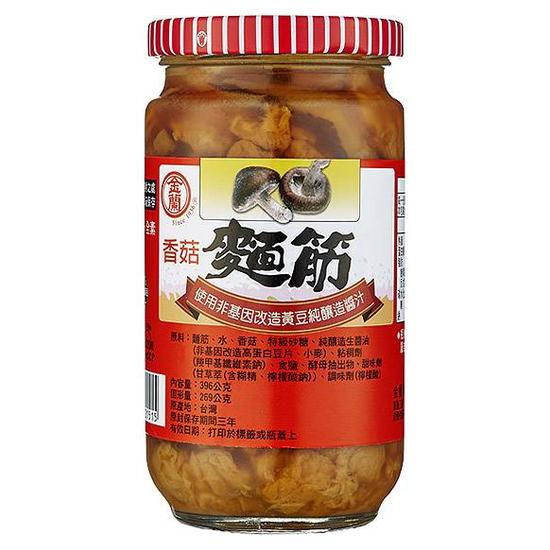 金蘭
Since 1936
香菇
麵筋
使用非基因改造黃豆純釀造醬汁
原料：麵筋、水、香菇、特級砂糖、純釀造生醬油
(非基因改造高蛋白豆片、小麥)、粘稠劑
(羧甲基纖維素鈉)、食鹽、酵母抽出物、甜味劑
(甘草萃(含糊精、檸檬酸鈉))、調味劑(檸檬酸)
內容量：396公克
固形量：269公克
原產地：台灣
原封保存期間三年
有效日期：打印於標籤或瓶蓋上
全素